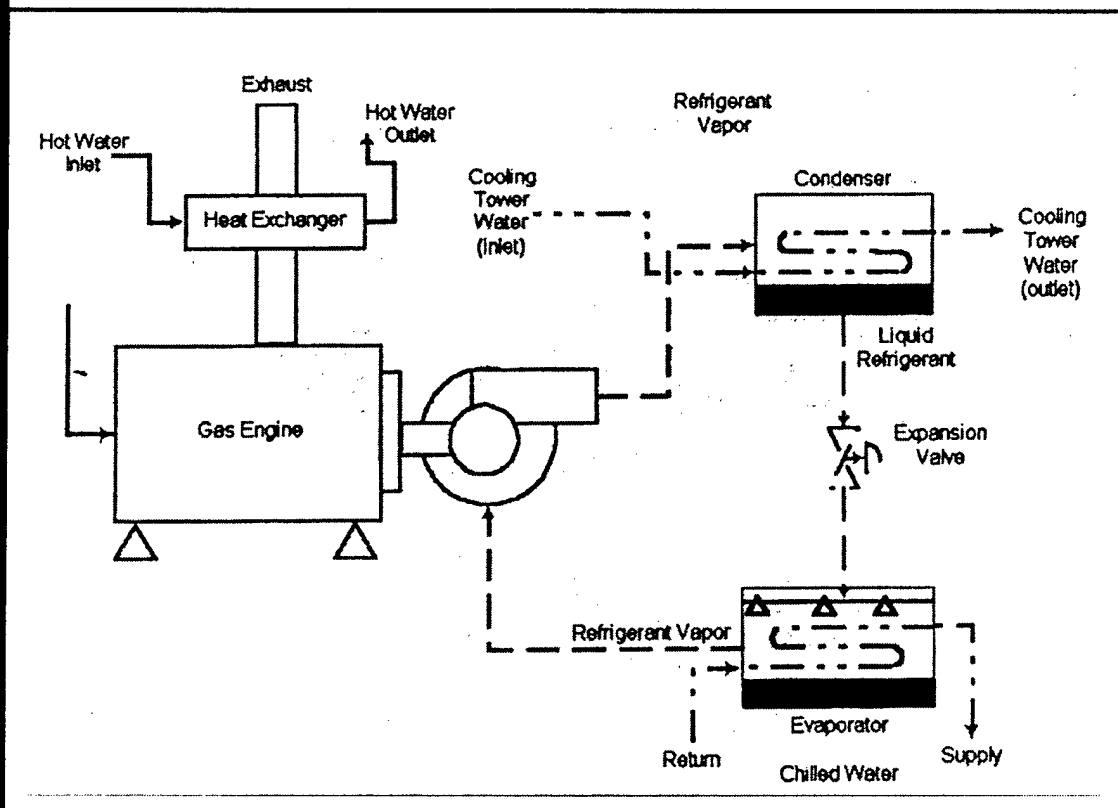 Exhaust
Hot Water
Inlet
Hot Water
Outlet
Heat Exchanger
Refrigerant
Vapor
Cooling
Tower
Water
(inlet)
Condenser
Cooling
Tower
Water
(outlet)
Liquid
Refrigerant
Gas Engine
Expansion
Valve
Refrigerant Vapor
Evaporator
Return
Supply
Chilled Water